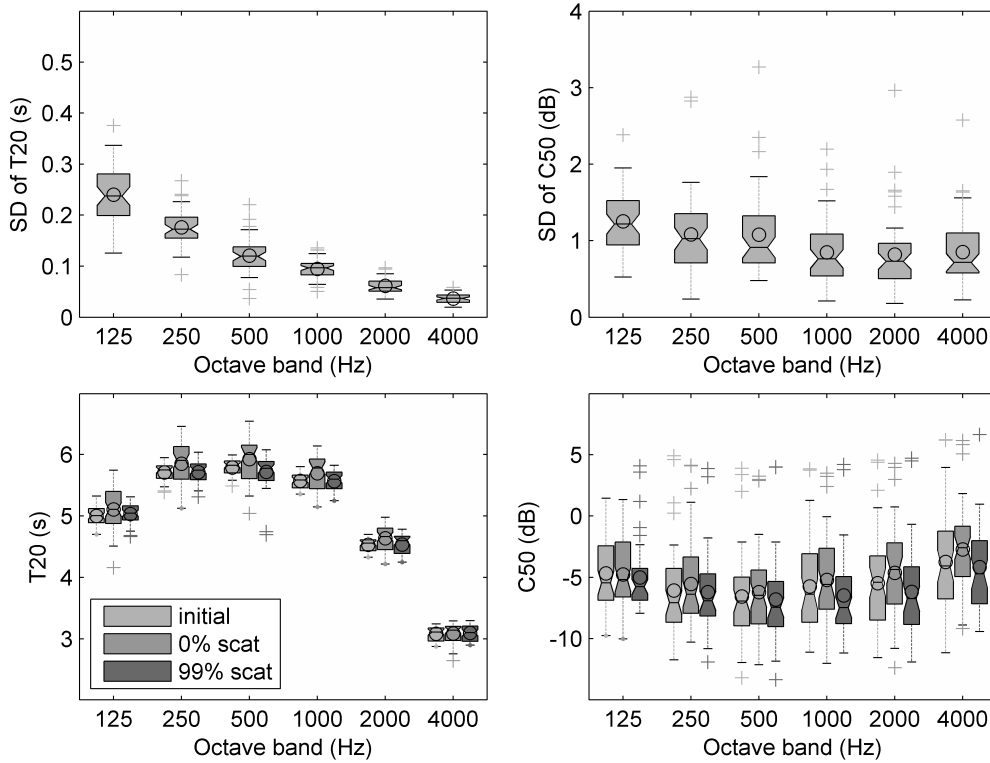 SD of T20 (s)
0.5
0.4
0.3
0.2
0.1
0
125 250 500 1000 2000 4000
Octave band (Hz)
SD of C50 (dB)
4
3
2
1
0
125 250 500 1000 2000 4000
Octave band (Hz)
T20 (s)
6
5
4
3
initial
0% scat
99% scat
125 250 500 1000 2000 4000
Octave band (Hz)
C50 (dB)
5
0
-5
-10
125 250 500 1000 2000 4000
Octave band (Hz)